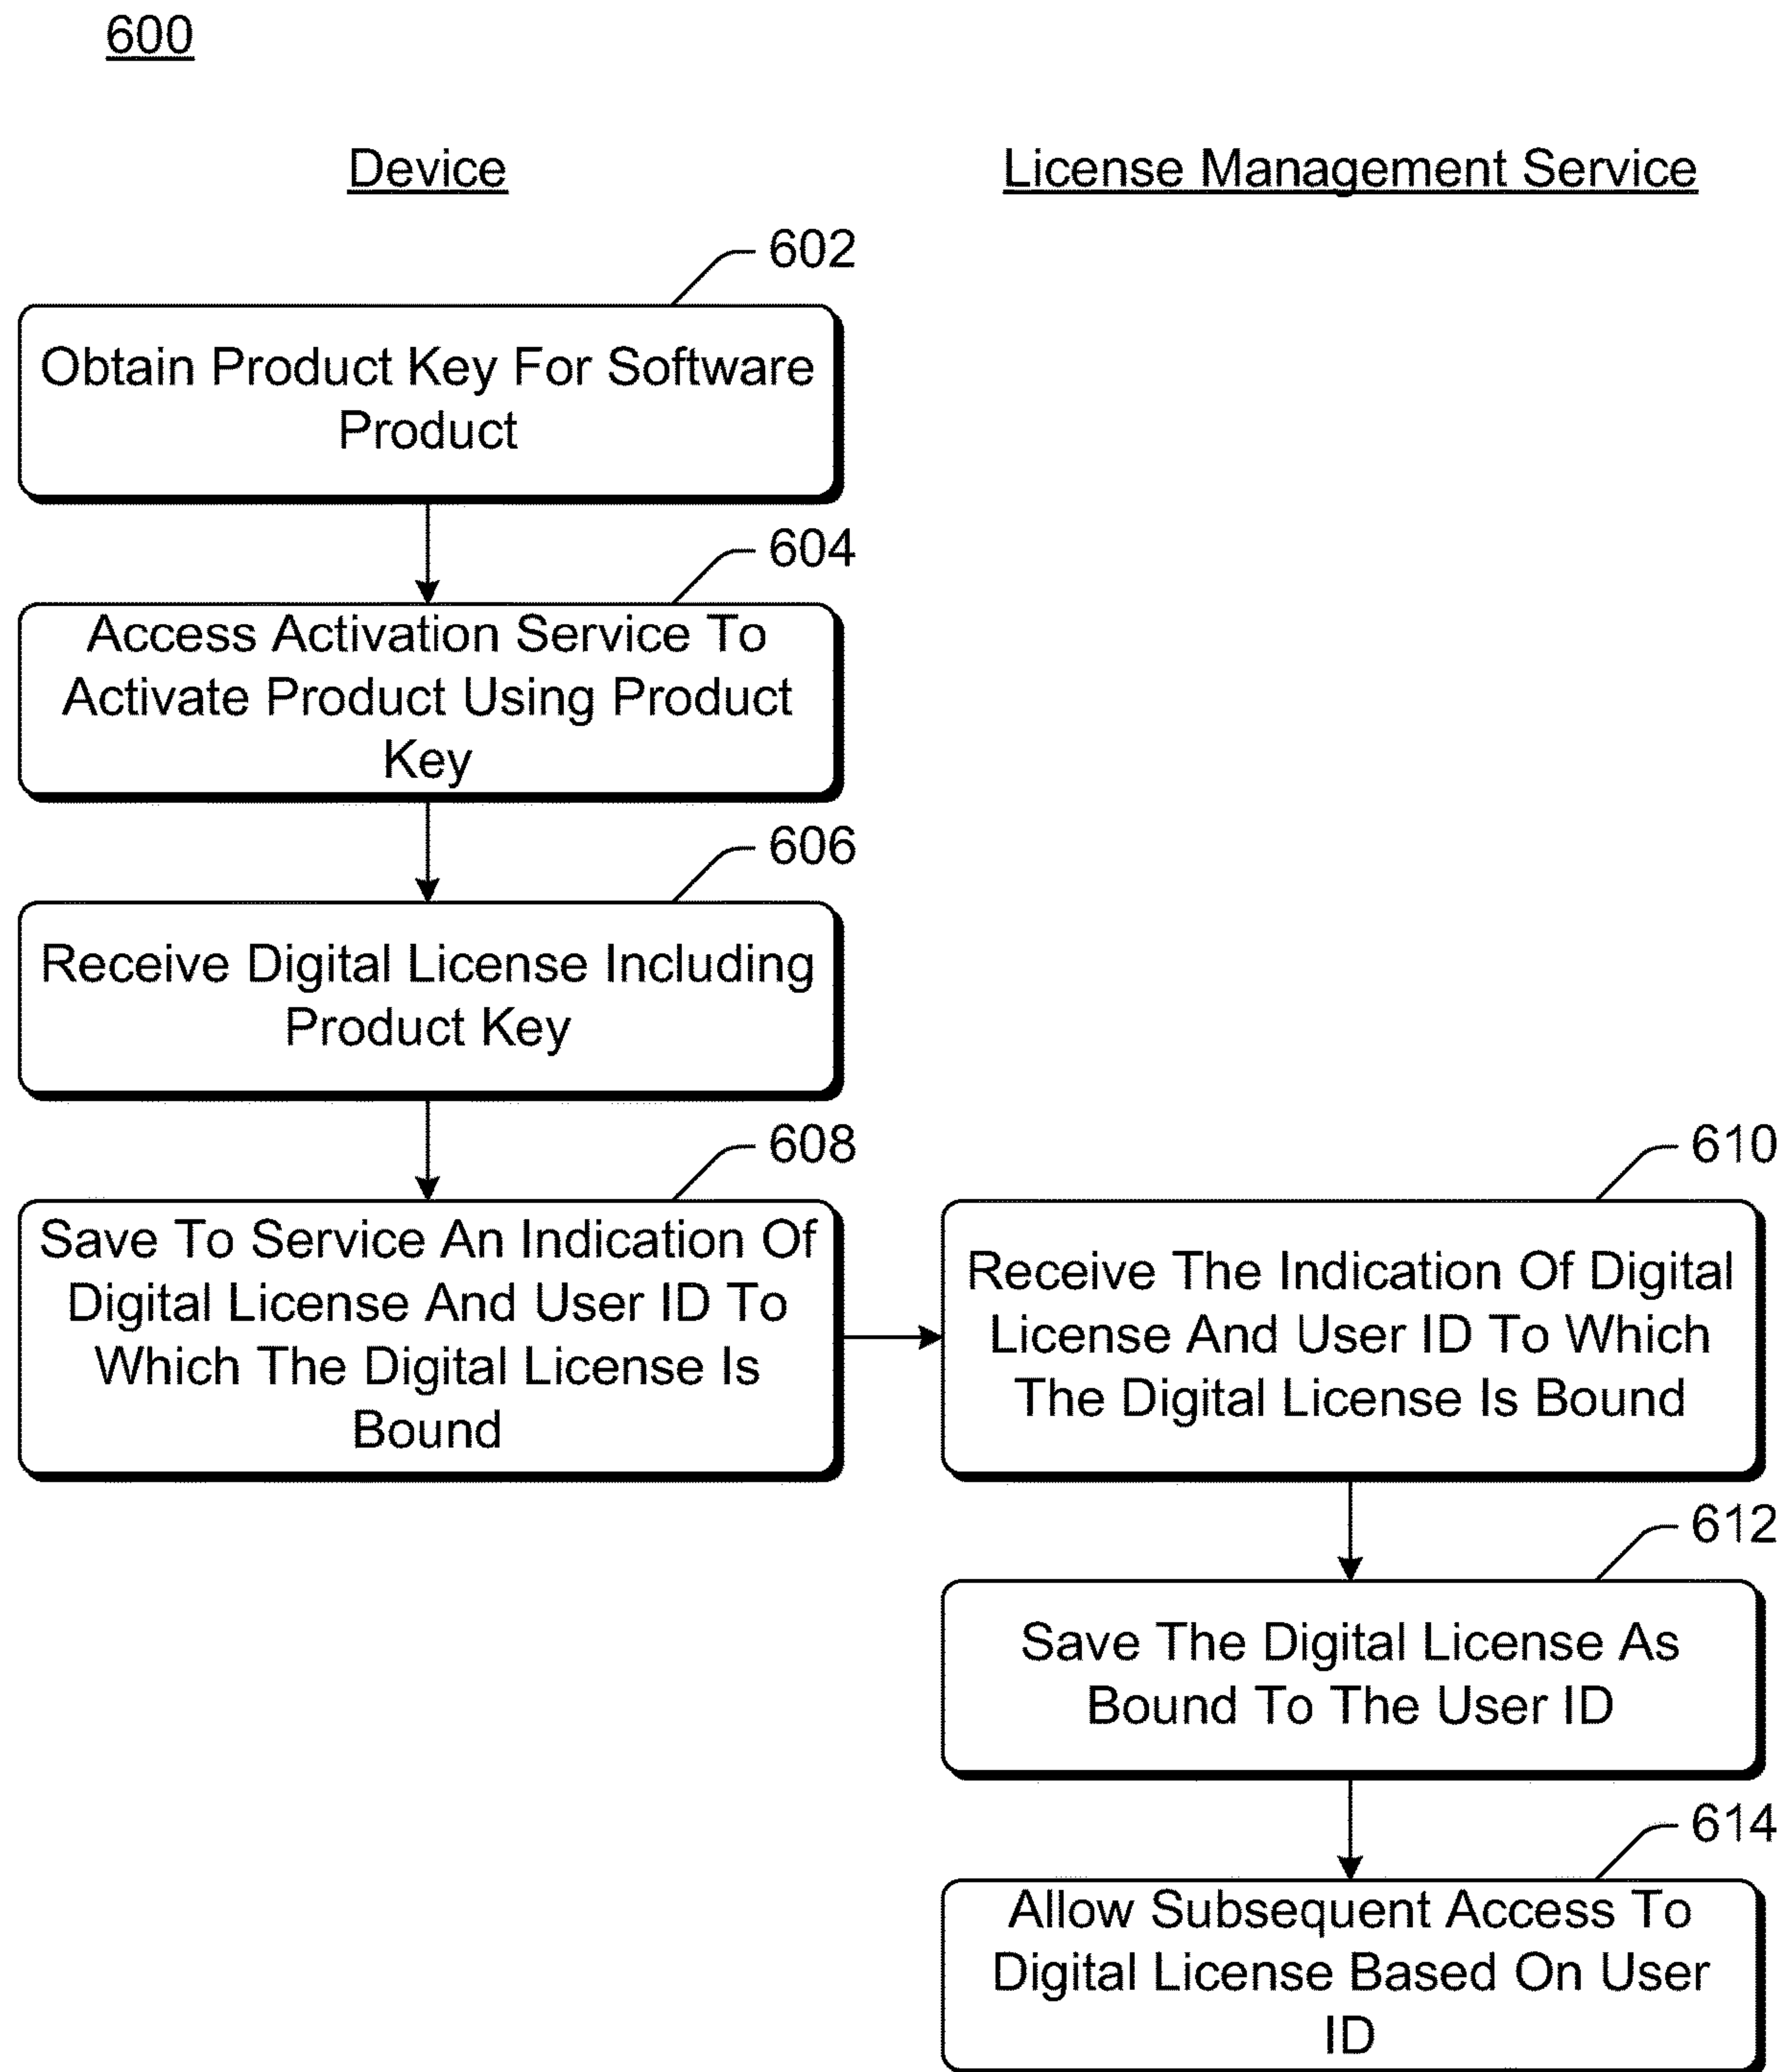 600
Device
License Management Service
602
Obtain Product Key For Software
Product
604
Access Activation Service To
Activate Product Using Product
Key
606
Receive Digital License Including
Product Key
608
Save To Service An Indication Of
Digital License And User ID To
Which The Digital License Is
Bound
610
Receive The Indication Of Digital
License And User ID To Which
The Digital License Is Bound
612
Save The Digital License As
Bound To The User ID
614
Allow Subsequent Access To
Digital License Based On User
ID